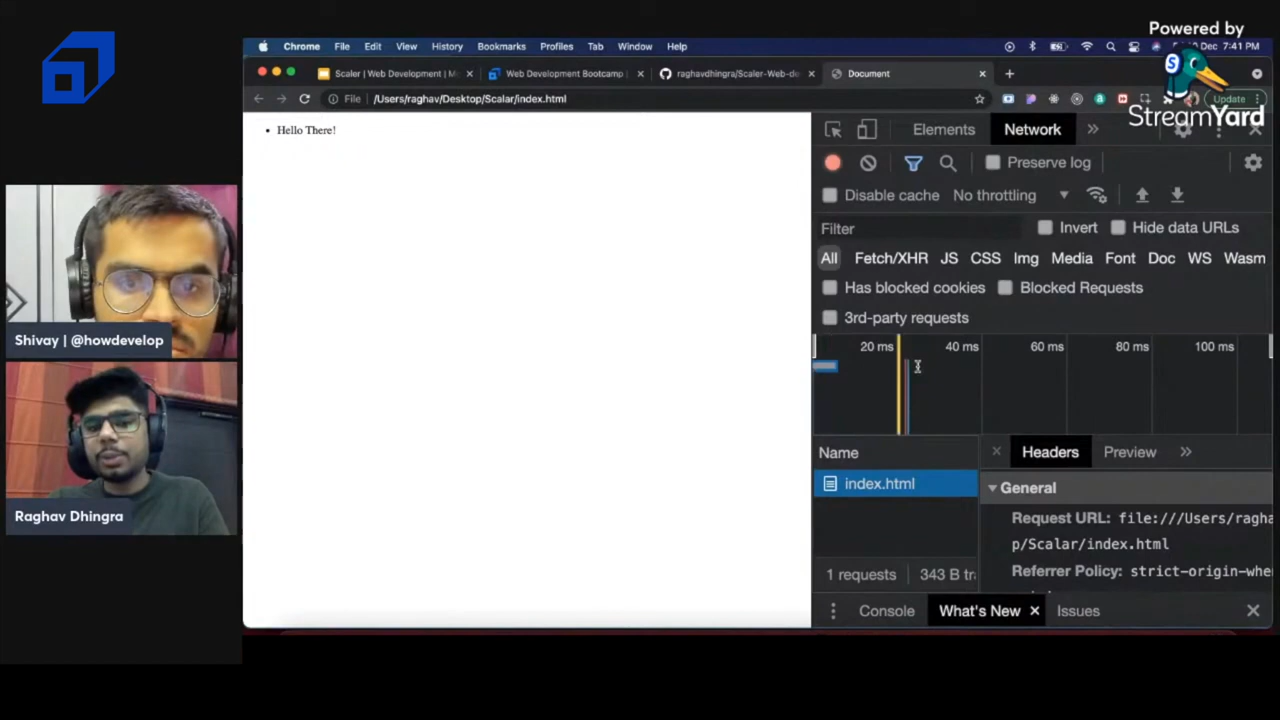 Powered by
StreamYard
Chrome File Edit View History Bookmarks Profiles Tab Window Help
Dec 7:41 PM
Scaler | Web Development | M
Web Development Bootcamp |
raghavdhingra/Scaler-Web-de
Document
File /Users/raghav/Desktop/Scalar/index.html
Update
• Hello There!
Elements Network
Preserve log
Disable cache No throttling
Filter Invert Hide data URLs
All Fetch/XHR JS CSS Img Media Font Doc WS Wasm
Has blocked cookies Blocked Requests
3rd-party requests
20 ms 40 ms 60 ms 80 ms 100 ms
Name
Headers Preview
index.html
General
Request URL: file:///Users/ragha
p/Scalar/index.html
Referrer Policy: strict-origin-whe
1 requests 343 B tr
Console What's New Issues
Shivay | @howdevelop
Raghav Dhingra